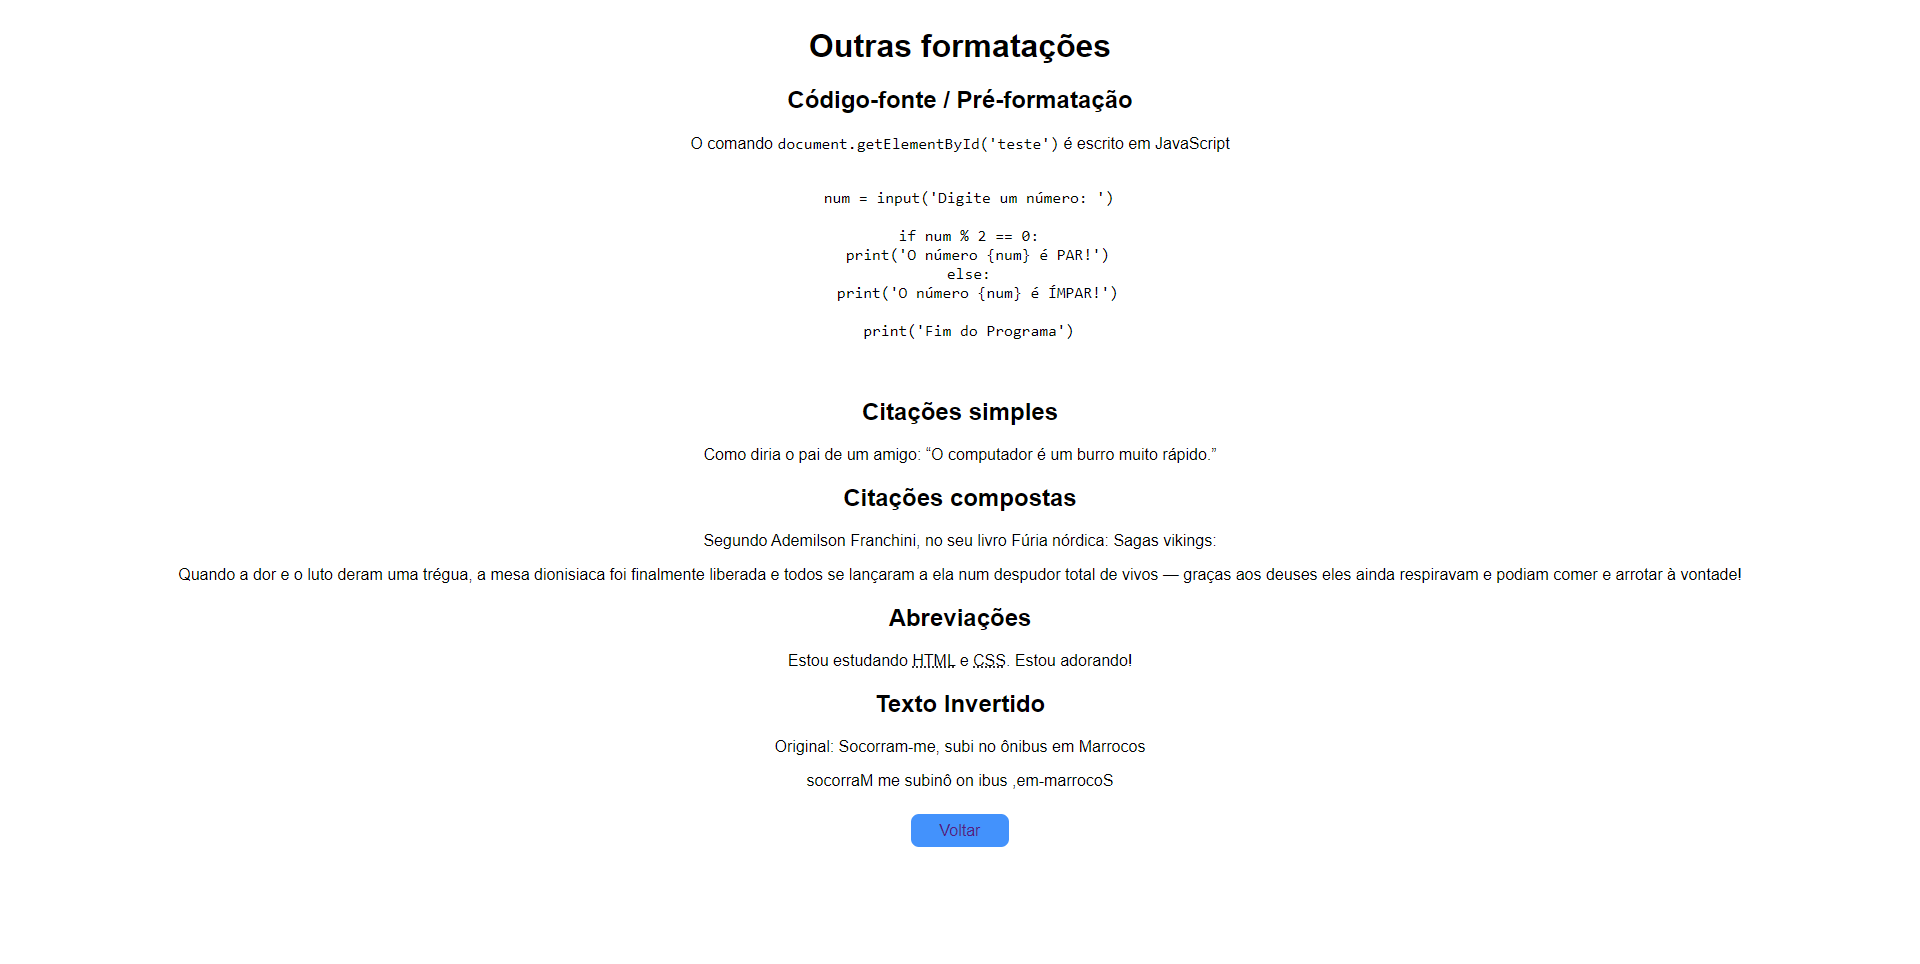 Outras formatações
Código-fonte / Pré-formatação
O comando document.getElementById('teste') é escrito em JavaScript
num = input('Digite um número: ')
if num % 2 == 0:
print('O número {num} é PAR!')
else:
print('O número {num} é ÍMPAR!')
print('Fim do Programa')
Citações simples
Como diria o pai de um amigo: “O computador é um burro muito rápido.”
Citações compostas
Segundo Ademilson Franchini, no seu livro Fúria nórdica: Sagas vikings:
Quando a dor e o luto deram uma trégua, a mesa dionisiaca foi finalmente liberada e todos se lançaram a ela num despudor total de vivos — graças aos deuses eles ainda respiravam e podiam comer e arrotar à vontade!
Abreviações
Estou estudando HTML e CSS. Estou adorando!
Texto Invertido
Original: Socorram-me, subi no ônibus em Marrocos
socorraM me subinô on ibus ,em-marrocoS
Voltar